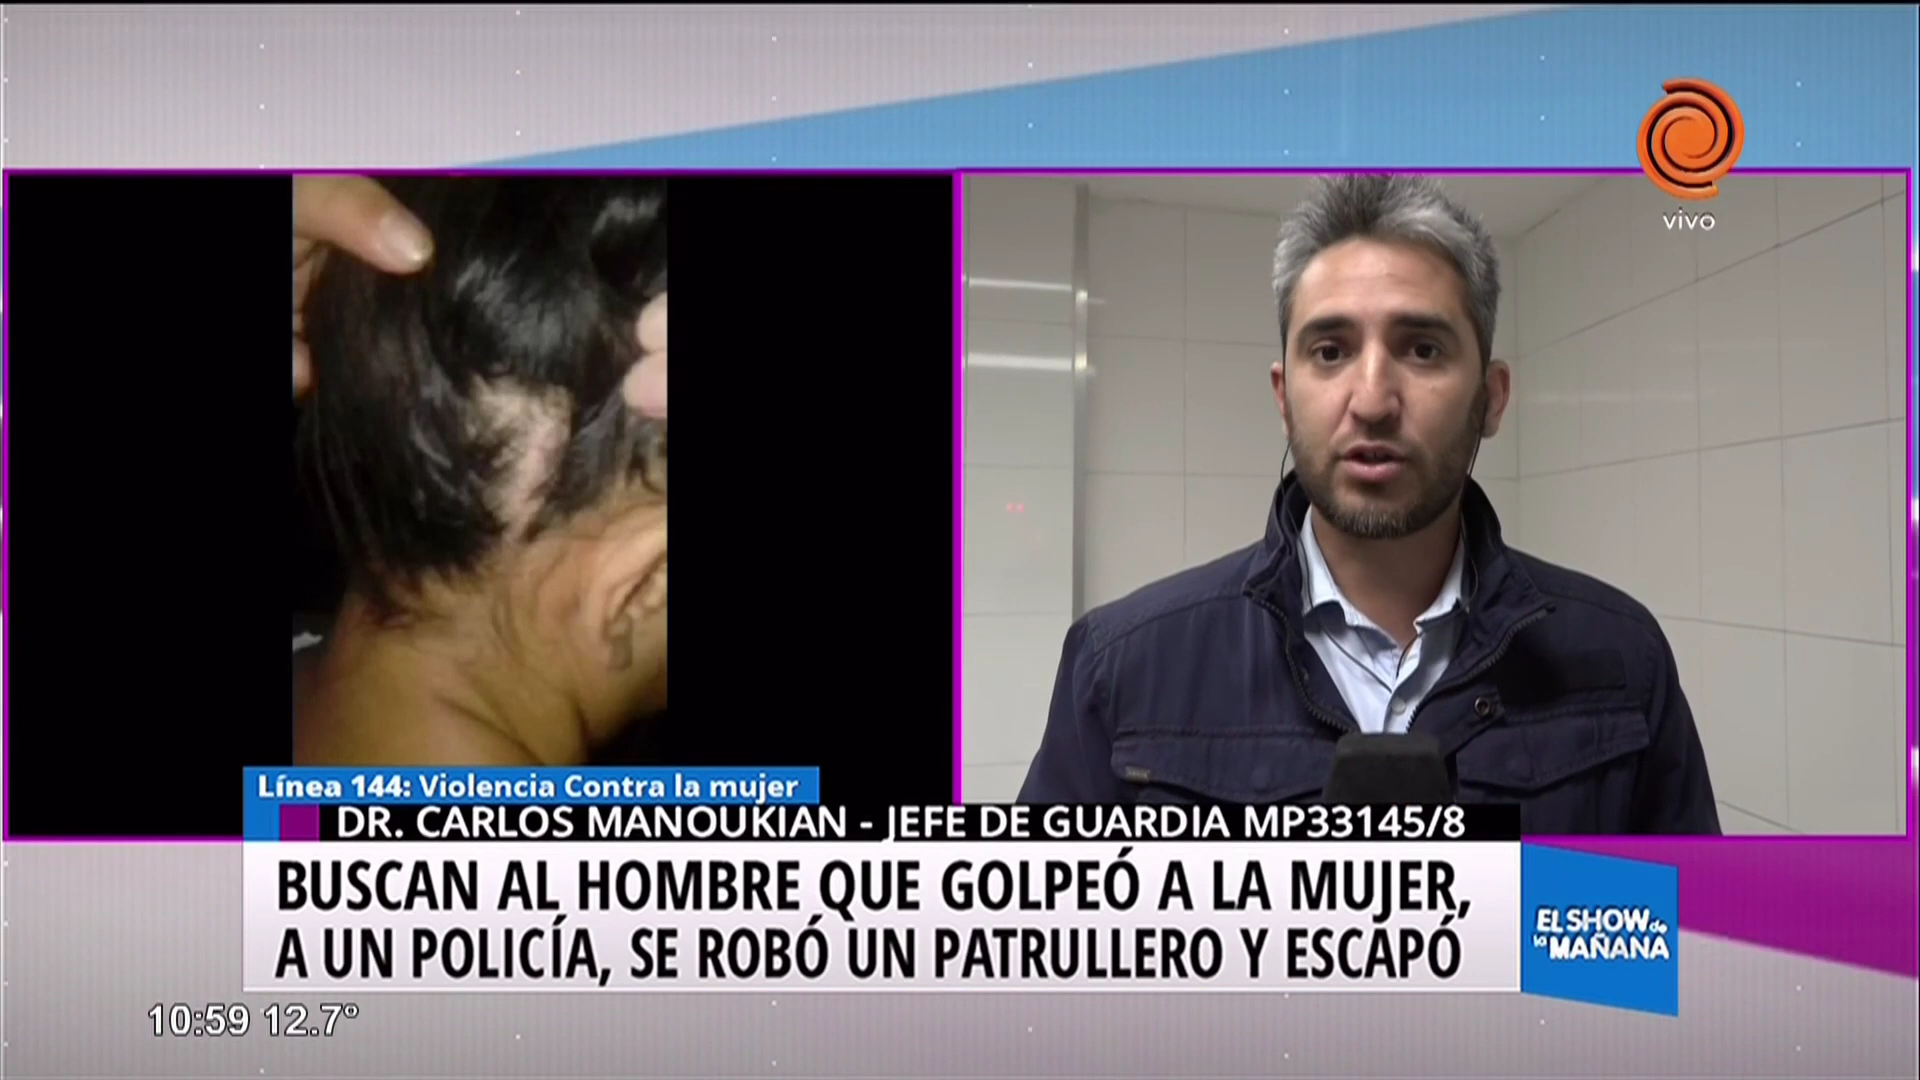 vivo
Línea 144: Violencia Contra la mujer
DR. CARLOS MANOUKIAN - JEFE DE GUARDIA MP33145/8
BUSCAN AL HOMBRE QUE GOLPEÓ A LA MUJER,
A UN POLICÍA, SE ROBÓ UN PATRULLERO Y ESCAPÓ
EL SHOW de
la MAÑANA
10:59 12.7°